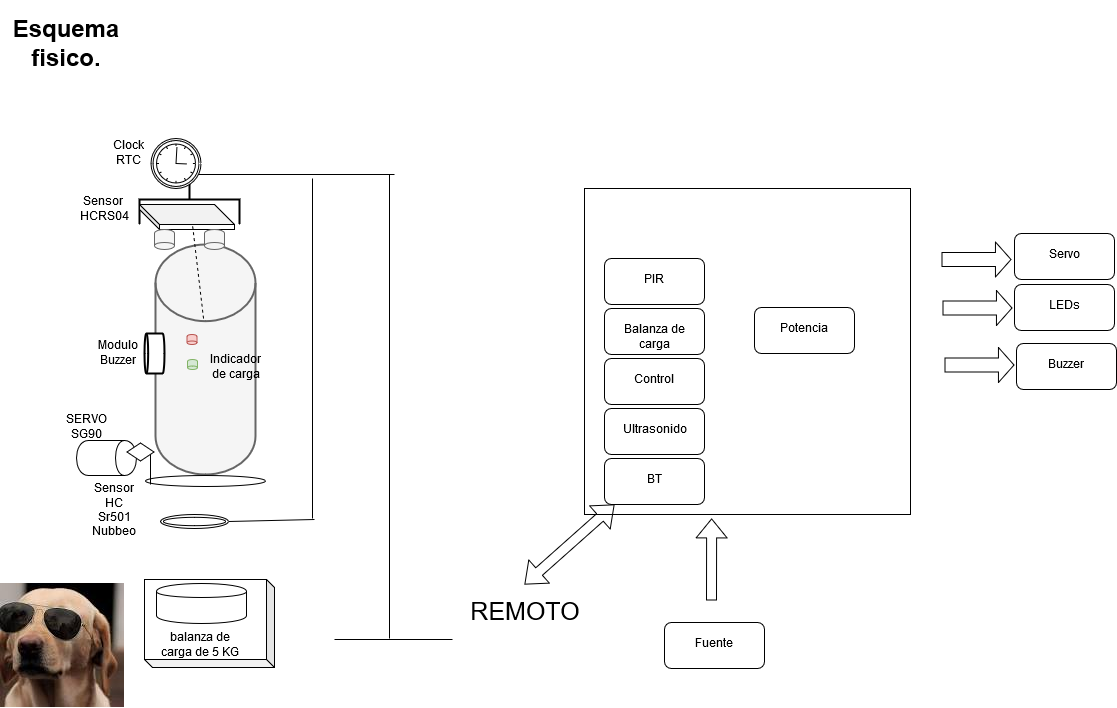 Esquema
fisico.
Clock
RTC
Sensor
HCRS04
Modulo
Buzzer
Indicador
de carga
SERVO
SG90
Sensor
HC
Sr501
Nubbeo
balanza de
carga de 5 KG
PIR
Balanza de
carga
Control
Ultrasonido
BT
Potencia
REMOTO
Fuente
Servo
LEDs
Buzzer